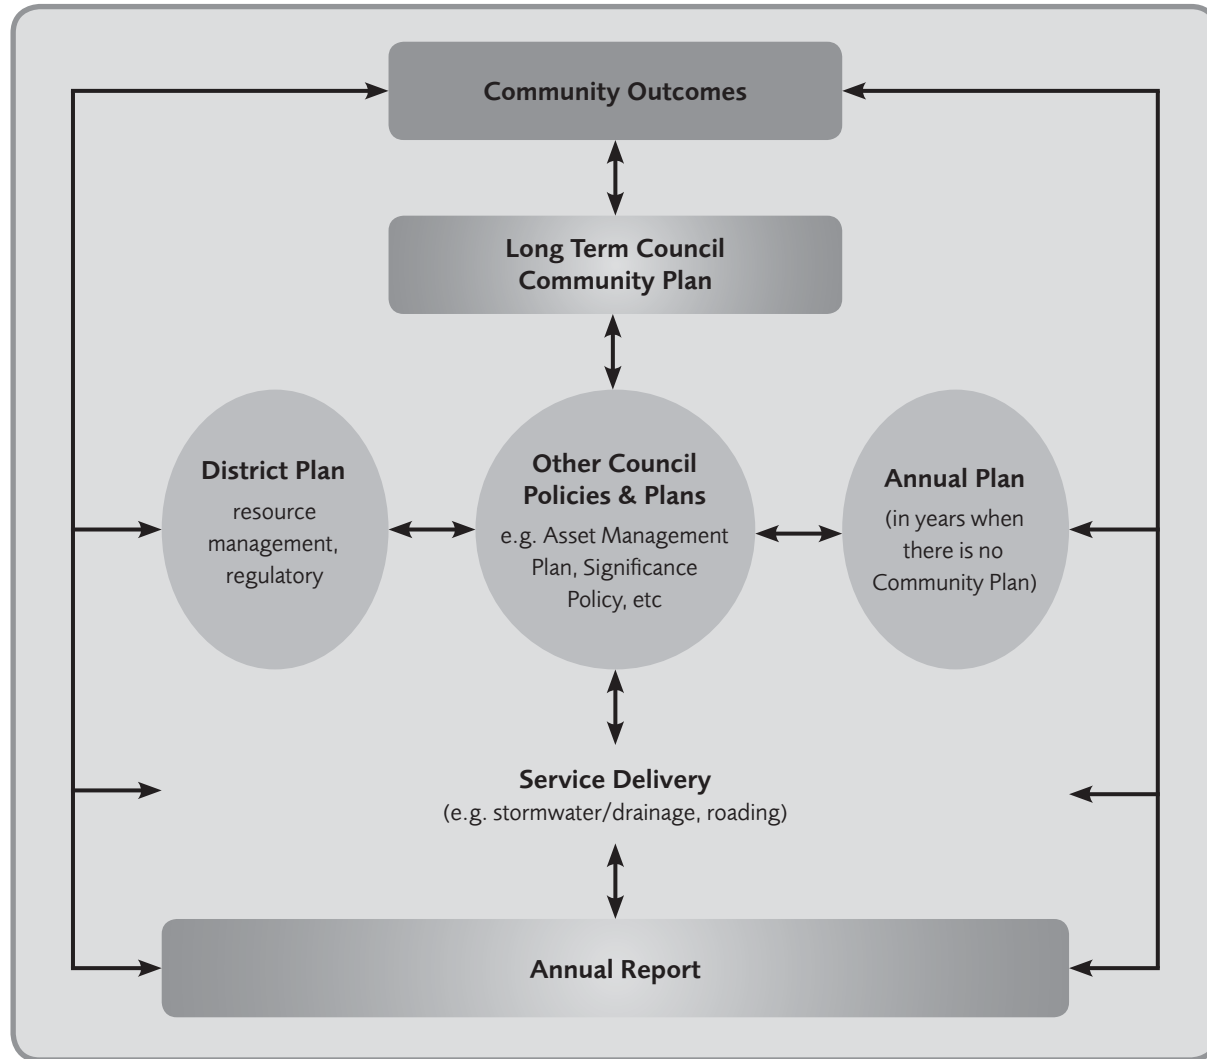 Community Outcomes
Long Term Council
Community Plan
District Plan
resource
management,
regulatory
Other Council
Policies & Plans
e.g. Asset Management
Plan, Significance
Policy, etc
Annual Plan
(in years when
there is no
Community Plan)
Service Delivery
(e.g. stormwater/drainage, roading)
Annual Report